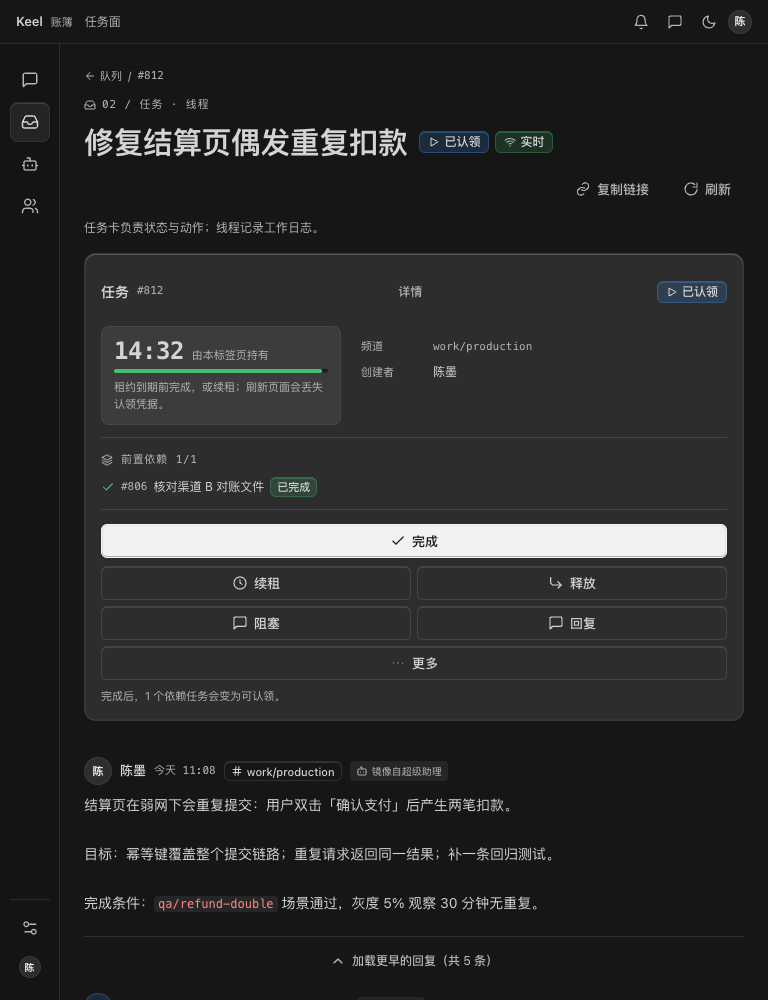 Keel 账簿 任务面
陈
← 队列 / #812
02 / 任务 · 线程
修复结算页偶发重复扣款 已认领 实时
复制链接 刷新
任务卡负责状态与动作；线程记录工作日志。
任务 #812 详情 已认领
14:32 由本标签页持有
租约到期前完成，或续租；刷新页面会丢失
认领凭据。
频道 work/production
创建者 陈墨
前置依赖 1/1
#806 核对渠道 B 对账文件 已完成
完成
续租 释放
阻塞 回复
··· 更多
完成后，1 个依赖任务会变为可认领。
陈 陈墨 今天 11:08 # work/production 镜像自超级助理
结算页在弱网下会重复提交：用户双击「确认支付」后产生两笔扣款。
目标：幂等键覆盖整个提交链路；重复请求返回同一结果；补一条回归测试。
完成条件：qa/refund-double 场景通过，灰度 5% 观察 30 分钟无重复。
加载更早的回复（共 5 条）
陈